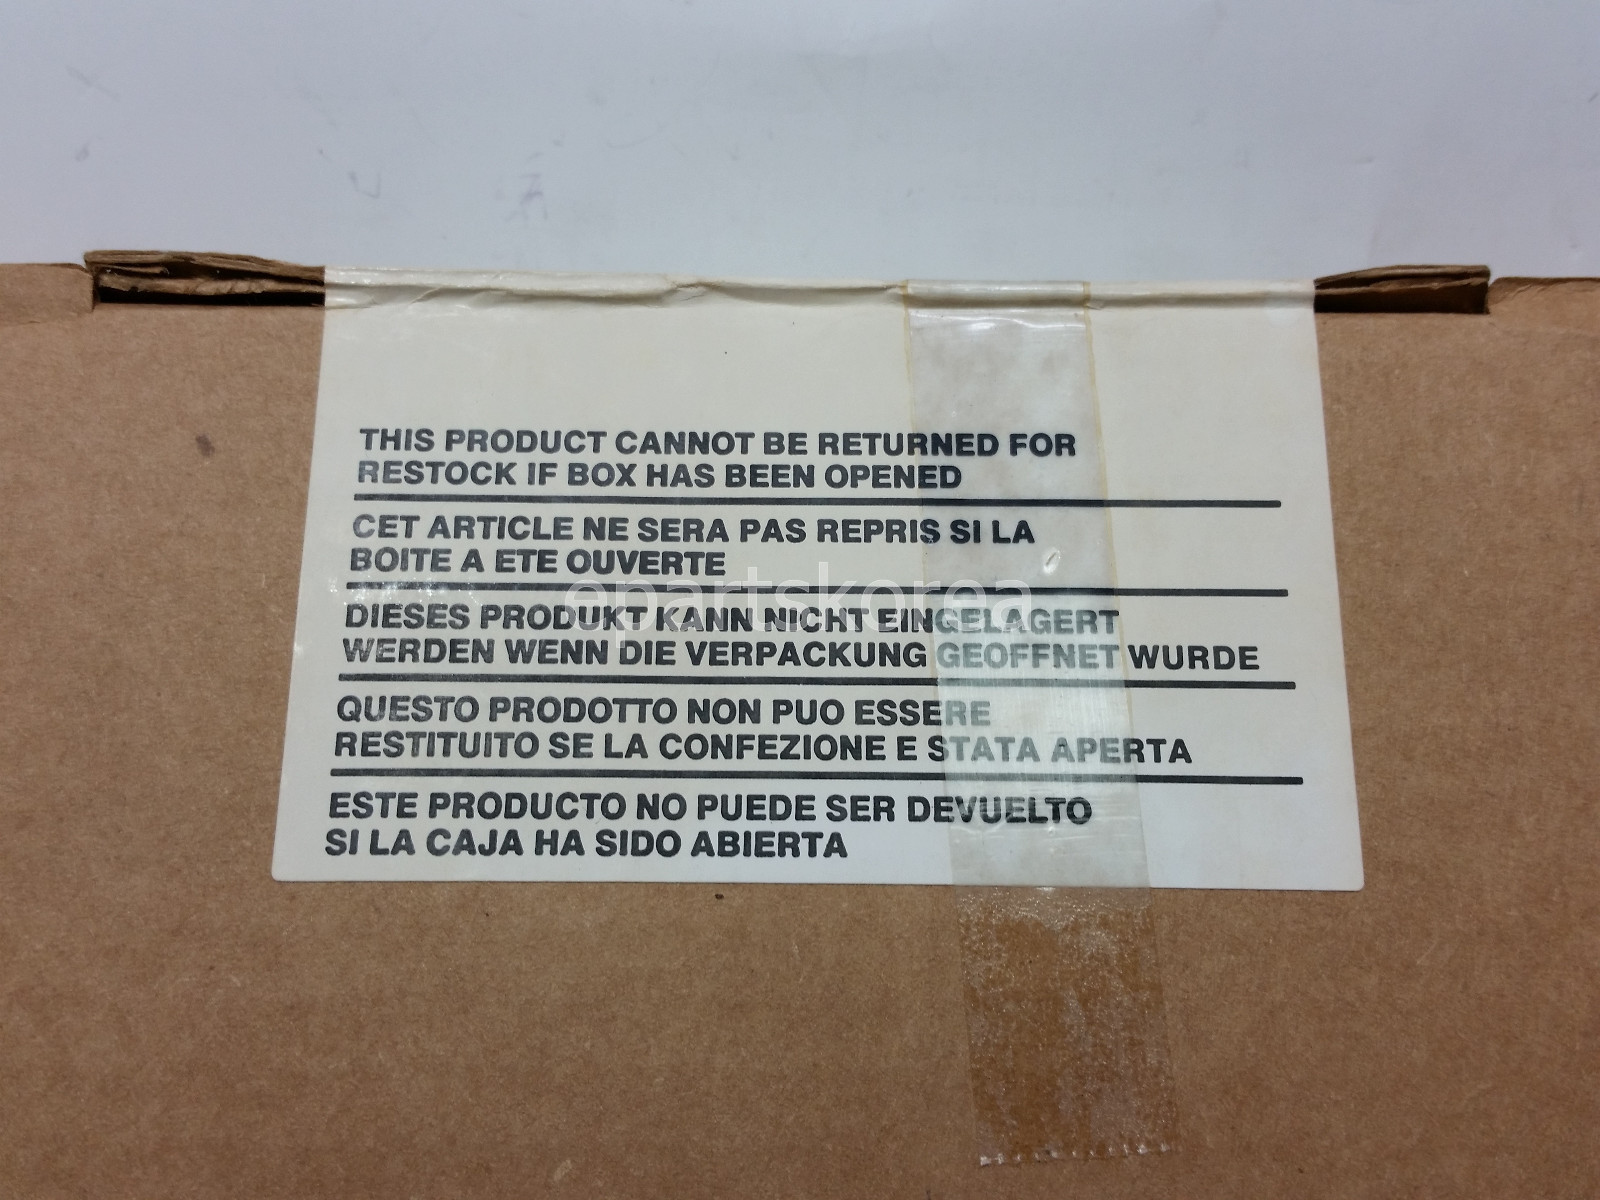 THIS PRODUCT CANNOT BE RETURNED FOR
RESTOCK IF BOX HAS BEEN OPENED
CET ARTICLE NE SERA PAS REPRIS SI LA
BOITE A ETE OUVERTE
epartskorea
DIESES PRODUKT KANN NICHT EINGELAGERT
WERDEN WENN DIE VERPACKUNG GEOFFNET WURDE
QUESTO PRODOTTO NON PUO ESSERE
RESTITUITO SE LA CONFEZIONE E STATA APERTA
ESTE PRODUCTO NO PUEDE SER DEVUELTO
SI LA CAJA HA SIDO ABIERTA